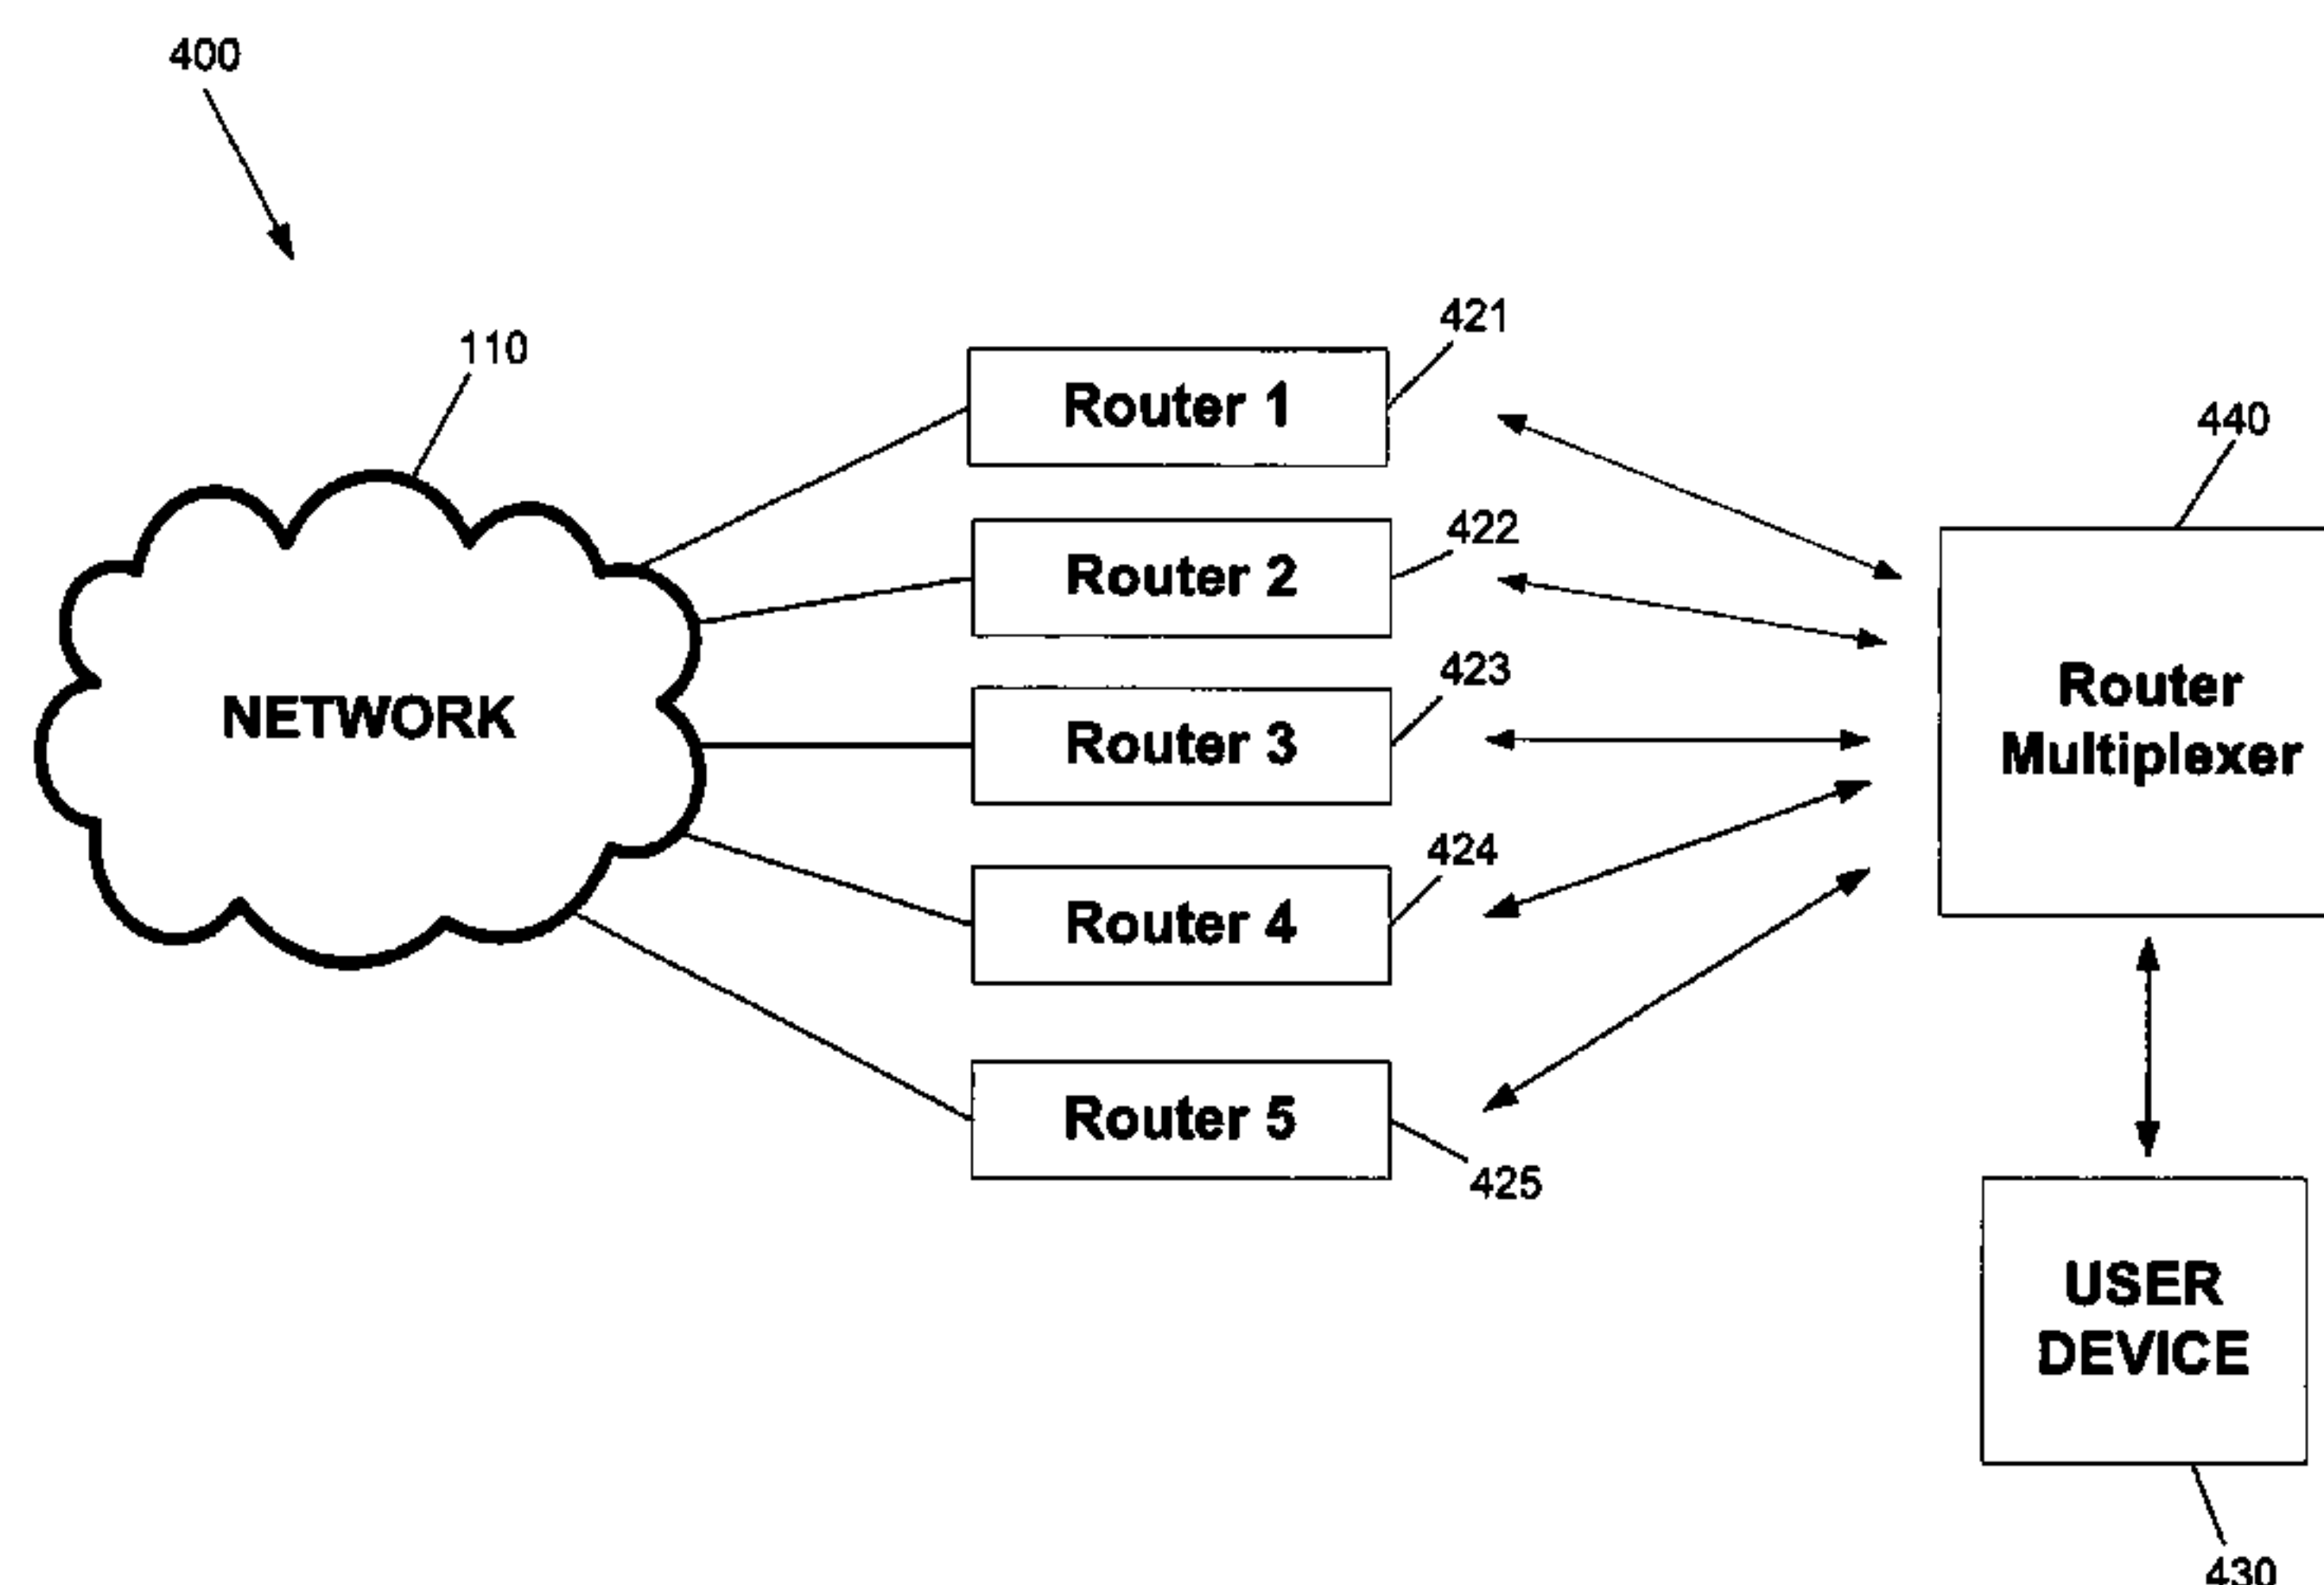 400
110
NETWORK
Router 1
421
Router 2
422
Router 3
423
Router 4
424
Router 5
425
440
Router
Multiplexer
USER
DEVICE
430